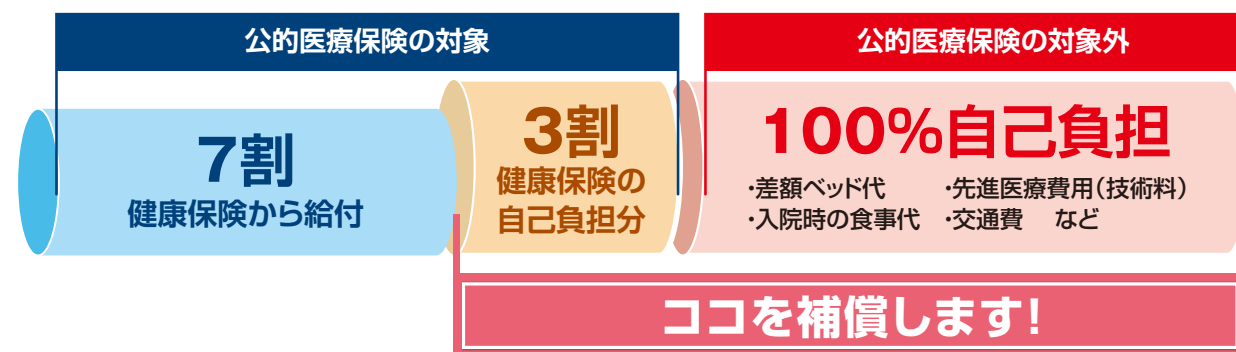 公的医療保険の対象
公的医療保険の対象外
7割
健康保険から給付
3割
健康保険の
自己負担分
100%自己負担
・差額ベッド代 ・先進医療費用(技術料)
・入院時の食事代 ・交通費 など
ココを補償します!